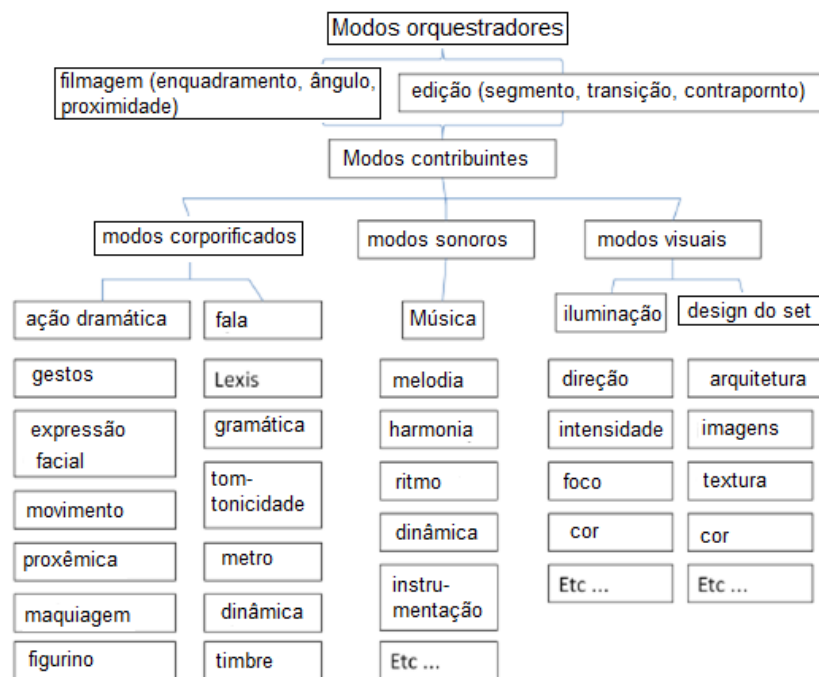 Modos orquestradores
filmagem (enquadramento, ângulo,
proximidade)
edição (segmento, transição, contrapornto)
Modos contribuintes
modos corporificados
modos sonoros
modos visuais
ação dramática
fala
Música
iluminação
design do set
gestos
expressão
facial
movimento
proxêmica
maquiagem
figurino
Lexis
gramática
tom-
tonicidade
metro
dinâmica
timbre
melodia
harmonia
ritmo
dinâmica
instru-
mentação
Etc ...
direção
intensidade
foco
cor
Etc ...
arquitetura
imagens
textura
cor
Etc ...